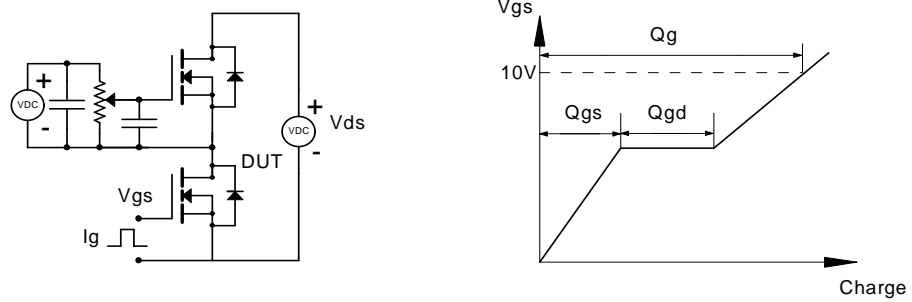 +
VDC
-
+
VDC
-
Vds
DUT
Vgs
Ig
Vgs
Qg
10V
Qgs
Qgd
Charge